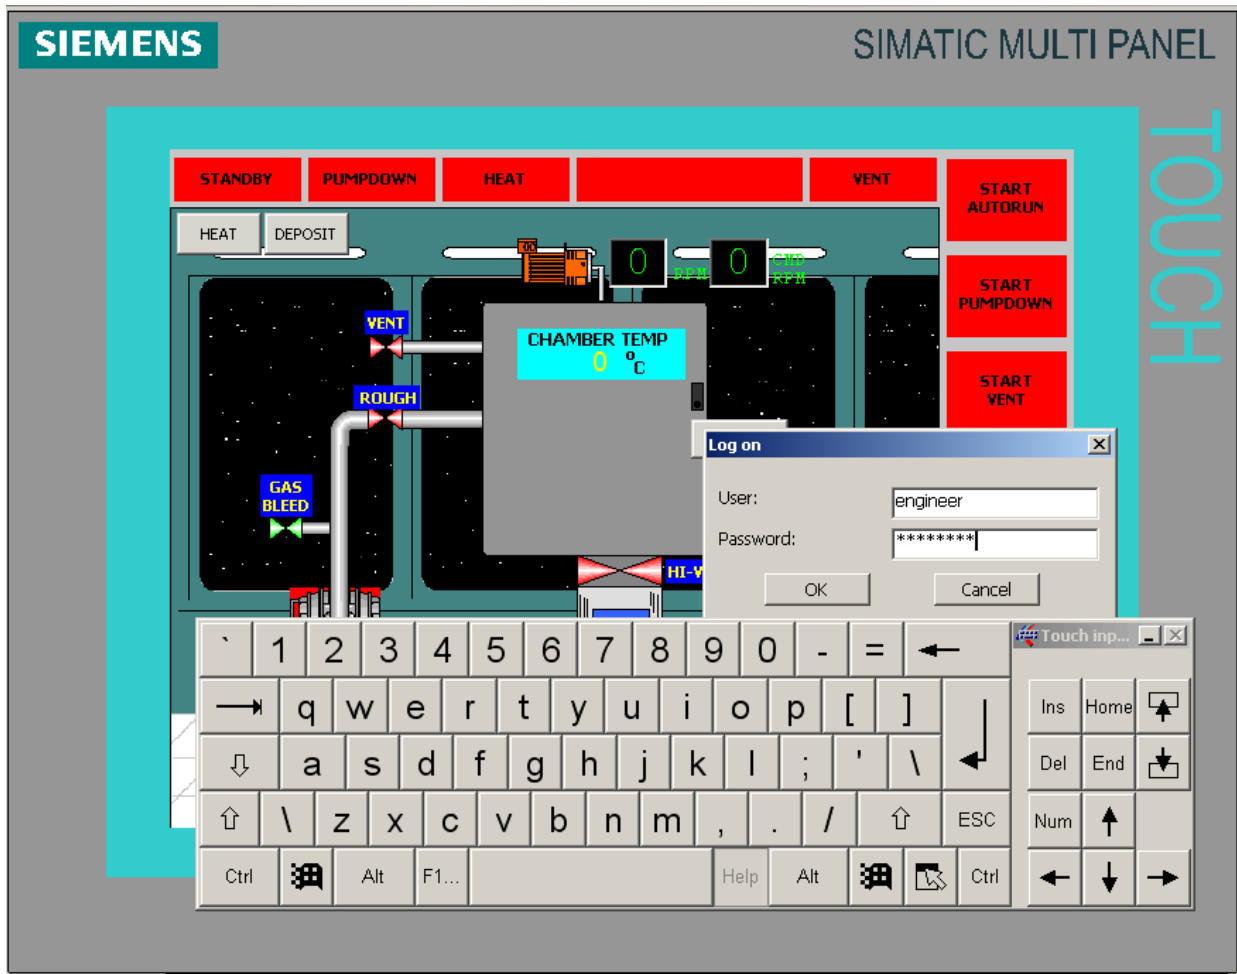 SIEMENS
SIMATIC MULTI PANEL
TOUCH
STANDBY
PUMPDOWN
HEAT
VENT
START
AUTORUN
HEAT
DEPOSIT
0
RPM
0
CMD
RPM
START
PUMPDOWN
VENT
CHAMBER TEMP
0 °C
START
VENT
ROUGH
Log on
GAS
BLEED
User:
engineer
Password:
********
HI-V
OK
Cancel
` 1 2 3 4 5 6 7 8 9 0 - =
Touch inp...
q w e r t y u i o p [ ]
Ins Home
a s d f g h j k l ; ' \
Del End
\ z x c v b n m , . / ESC
Num
Ctrl Alt F1... Help Alt Ctrl